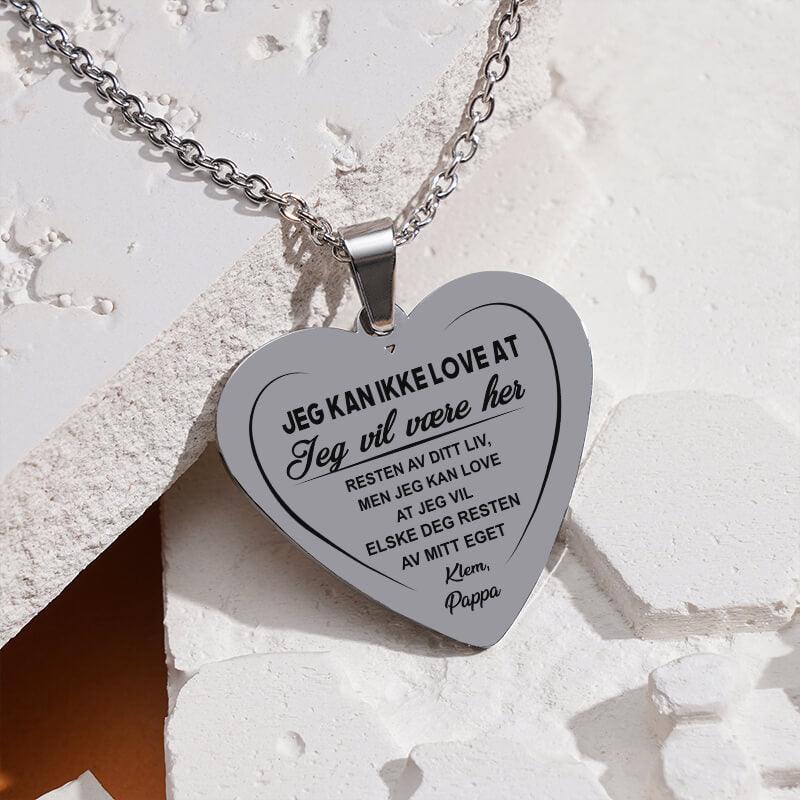 JEG KAN IKKE LOVE AT
Jeg vil være her
RESTEN AV DITT LIV,
MEN JEG KAN LOVE
AT JEG VIL
ELSKE DEG RESTEN
AV MITT EGET
Klem,
Pappa